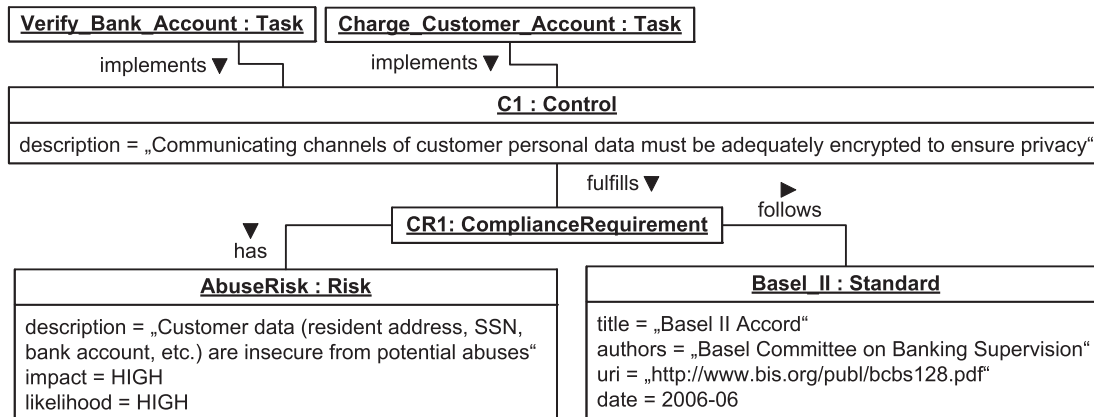 Verify_Bank_Account : Task
Charge_Customer_Account : Task
implements ▼
implements ▼
C1 : Control
description = „Communicating channels of customer personal data must be adequately encrypted to ensure privacy“
fulfills ▼
►
follows
CR1: ComplianceRequirement
▼
has
AbuseRisk : Risk
description = „Customer data (resident address, SSN,
bank account, etc.) are insecure from potential abuses“
impact = HIGH
likelihood = HIGH
Basel_II : Standard
title = „Basel II Accord“
authors = „Basel Committee on Banking Supervision“
uri = „http://www.bis.org/publ/bcbs128.pdf“
date = 2006-06